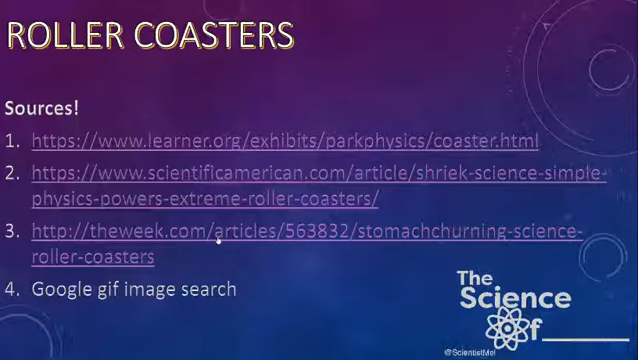 ROLLER COASTERS
Sources!
1. https://www.learner.org/exhibits/parkphysics/coaster.html
2. https://www.scientificamerican.com/article/shriek-science-simple-
physics-powers-extreme-roller-coasters/
3. http://theweek.com/articles/563832/stomachchurning-science-
roller-coasters
4. Google gif image search
The
Science
of
@ScientistMel